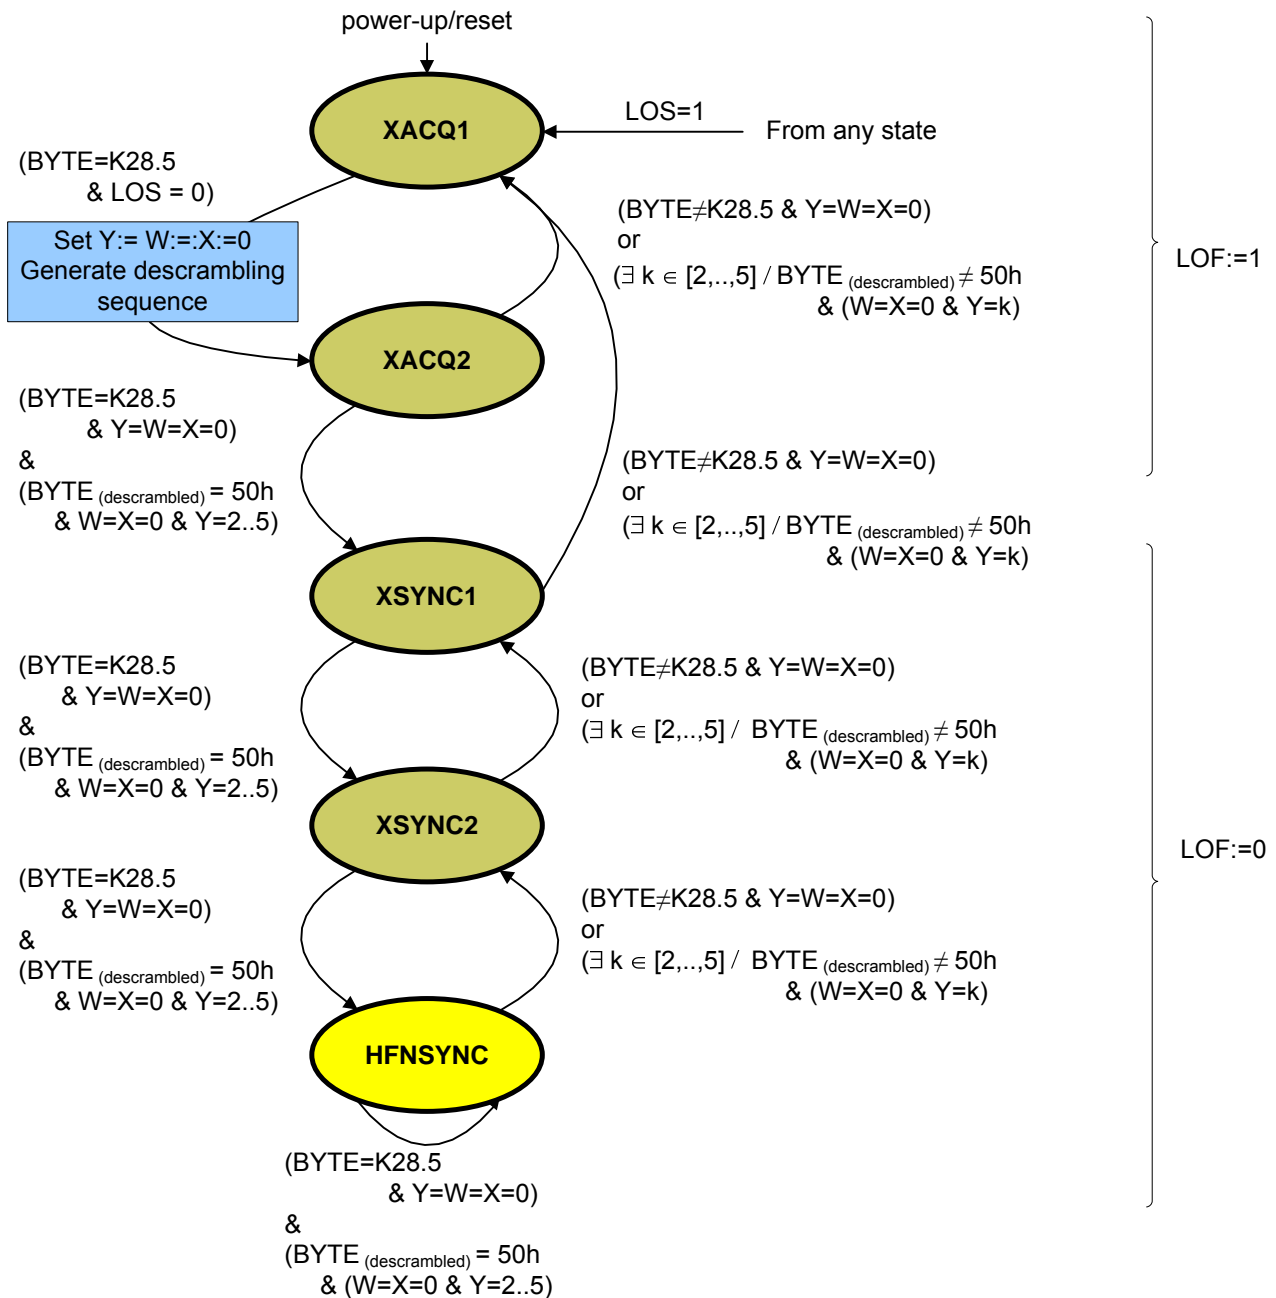 power-up/reset
XACQ1
LOS=1
From any state
(BYTE=K28.5
& LOS = 0)
Set Y:= W:=:X:=0
Generate descrambling
sequence
(BYTE≠K28.5 & Y=W=X=0)
or
(∃ k ∈ [2,..,5] / BYTE (descrambled) ≠ 50h
& (W=X=0 & Y=k)
LOF:=1
XACQ2
(BYTE=K28.5
& Y=W=X=0)
&
(BYTE (descrambled) = 50h
& W=X=0 & Y=2..5)
(BYTE≠K28.5 & Y=W=X=0)
or
(∃ k ∈ [2,..,5] / BYTE (descrambled) ≠ 50h
& (W=X=0 & Y=k)
XSYNC1
(BYTE=K28.5
& Y=W=X=0)
&
(BYTE (descrambled) = 50h
& W=X=0 & Y=2..5)
(BYTE≠K28.5 & Y=W=X=0)
or
(∃ k ∈ [2,..,5] / BYTE (descrambled) ≠ 50h
& (W=X=0 & Y=k)
XSYNC2
LOF:=0
(BYTE=K28.5
& Y=W=X=0)
&
(BYTE (descrambled) = 50h
& W=X=0 & Y=2..5)
(BYTE≠K28.5 & Y=W=X=0)
or
(∃ k ∈ [2,..,5] / BYTE (descrambled) ≠ 50h
& (W=X=0 & Y=k)
HFNSYNC
(BYTE=K28.5
& Y=W=X=0)
&
(BYTE (descrambled) = 50h
& (W=X=0 & Y=2..5)